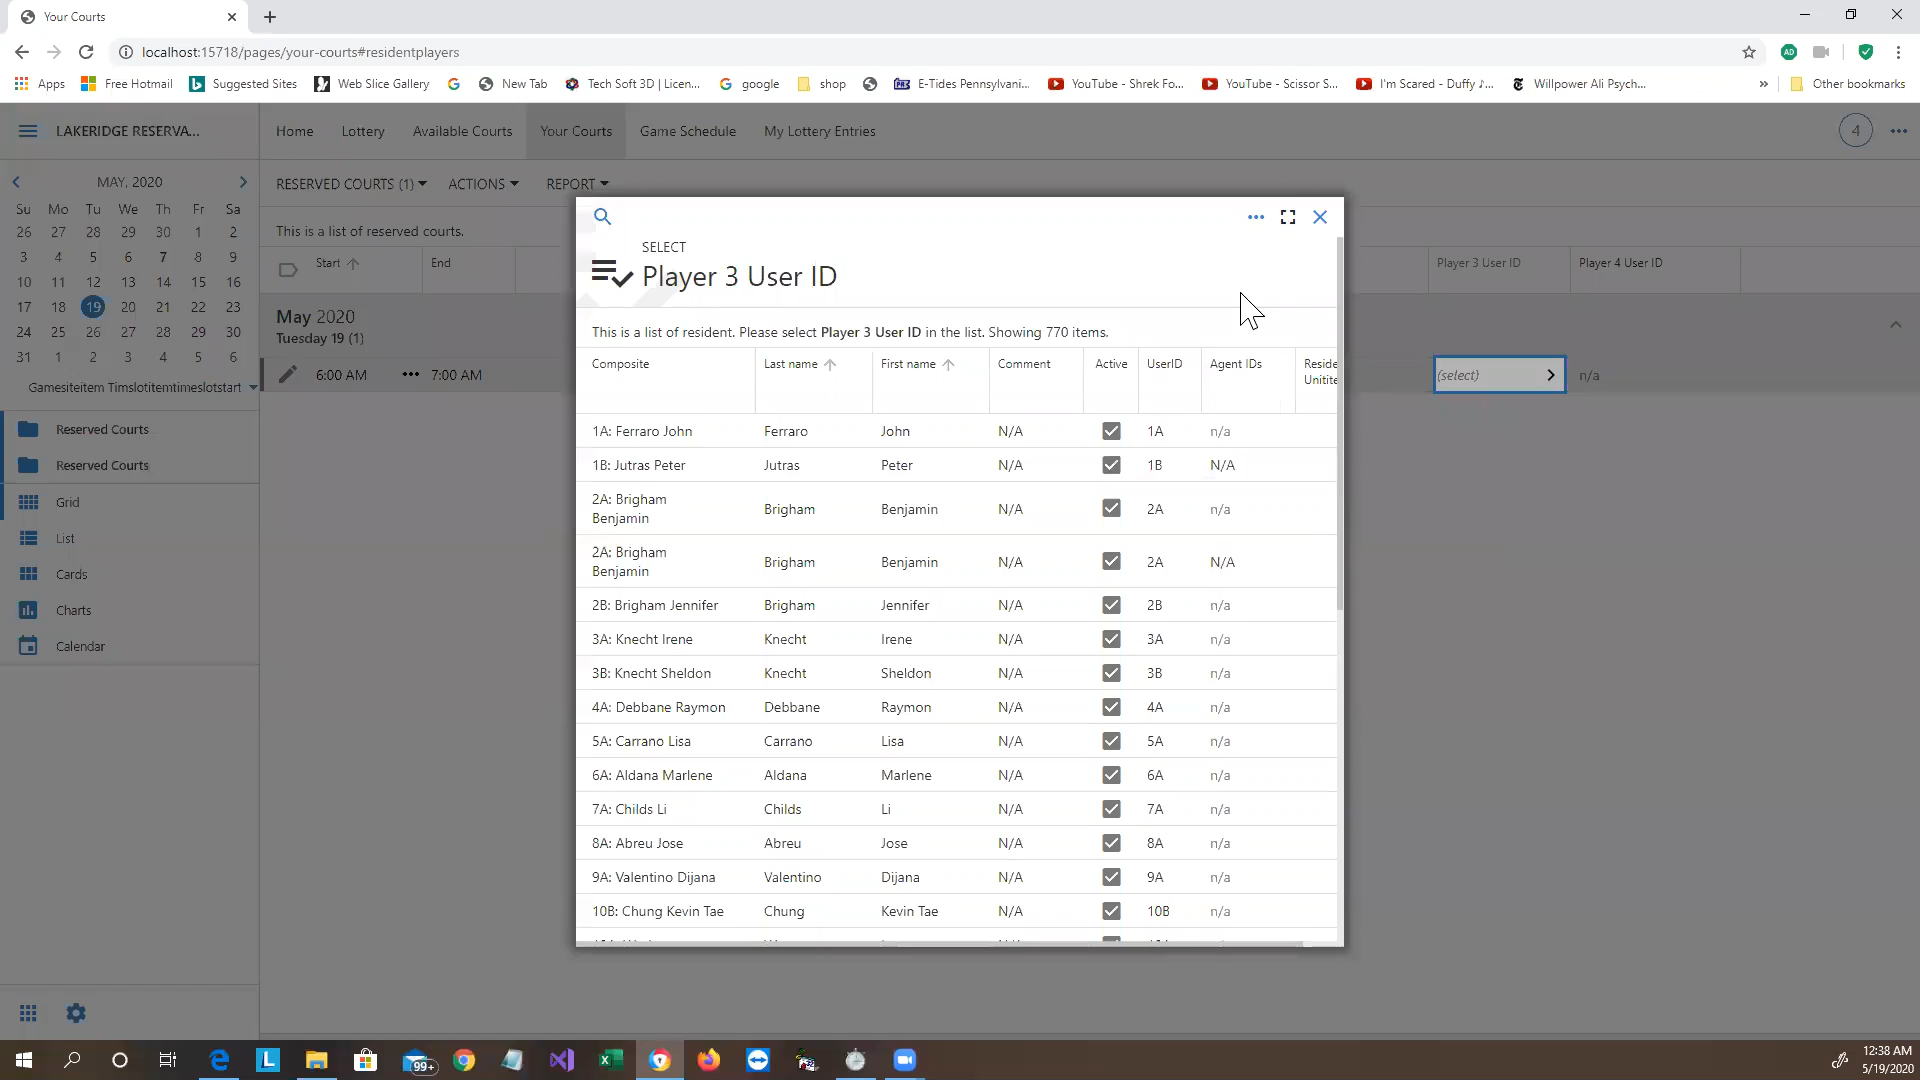 Your Courts
localhost:15718/pages/your-courts#residentplayers
Apps Free Hotmail Suggested Sites Web Slice Gallery New Tab Tech Soft 3D | Licen... google shop E-Tides Pennsylvani... YouTube - Shrek Fo... YouTube - Scissor S... I'm Scared - Duffy ♪... Willpower Ali Psych... » Other bookmarks
LAKERIDGE RESERVA... Home Lottery Available Courts Your Courts Game Schedule My Lottery Entries 4
MAY, 2020
Su Mo Tu We Th Fr Sa
26 27 28 29 30 1 2
3 4 5 6 7 8 9
10 11 12 13 14 15 16
17 18 19 20 21 22 23
24 25 26 27 28 29 30
31 1 2 3 4 5 6
Gamesiteitem Timslotitemtimeslotstart
Reserved Courts
Reserved Courts
Grid
List
Cards
Charts
Calendar
RESERVED COURTS (1) ACTIONS REPORT
This is a list of reserved courts.
Start End Player 3 User ID Player 4 User ID
May 2020
Tuesday 19 (1)
6:00 AM 7:00 AM (select) n/a
SELECT
Player 3 User ID
This is a list of resident. Please select Player 3 User ID in the list. Showing 770 items.
Composite Last name First name Comment Active UserID Agent IDs Reside
Unitite
1A: Ferraro John Ferraro John N/A 1A n/a
1B: Jutras Peter Jutras Peter N/A 1B N/A
2A: Brigham
Benjamin Brigham Benjamin N/A 2A n/a
2A: Brigham
Benjamin Brigham Benjamin N/A 2A N/A
2B: Brigham Jennifer Brigham Jennifer N/A 2B n/a
3A: Knecht Irene Knecht Irene N/A 3A n/a
3B: Knecht Sheldon Knecht Sheldon N/A 3B n/a
4A: Debbane Raymon Debbane Raymon N/A 4A n/a
5A: Carrano Lisa Carrano Lisa N/A 5A n/a
6A: Aldana Marlene Aldana Marlene N/A 6A n/a
7A: Childs Li Childs Li N/A 7A n/a
8A: Abreu Jose Abreu Jose N/A 8A n/a
9A: Valentino Dijana Valentino Dijana N/A 9A n/a
10B: Chung Kevin Tae Chung Kevin Tae N/A 10B n/a
99+
12:38 AM
5/19/2020